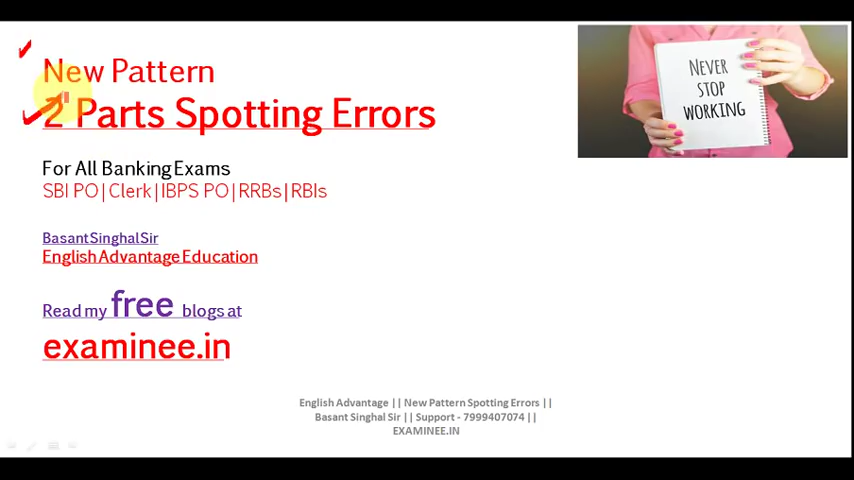 New Pattern
2 Parts Spotting Errors
For All Banking Exams
SBI PO|Clerk|IBPS PO|RRBs|RBIs
Basant Singhal Sir
English Advantage Education
Read my free blogs at
examinee.in
NEVER
STOP
WORKING
English Advantage || New Pattern Spotting Errors ||
Basant Singhal Sir || Support - 7999407074 ||
EXAMINEE.IN